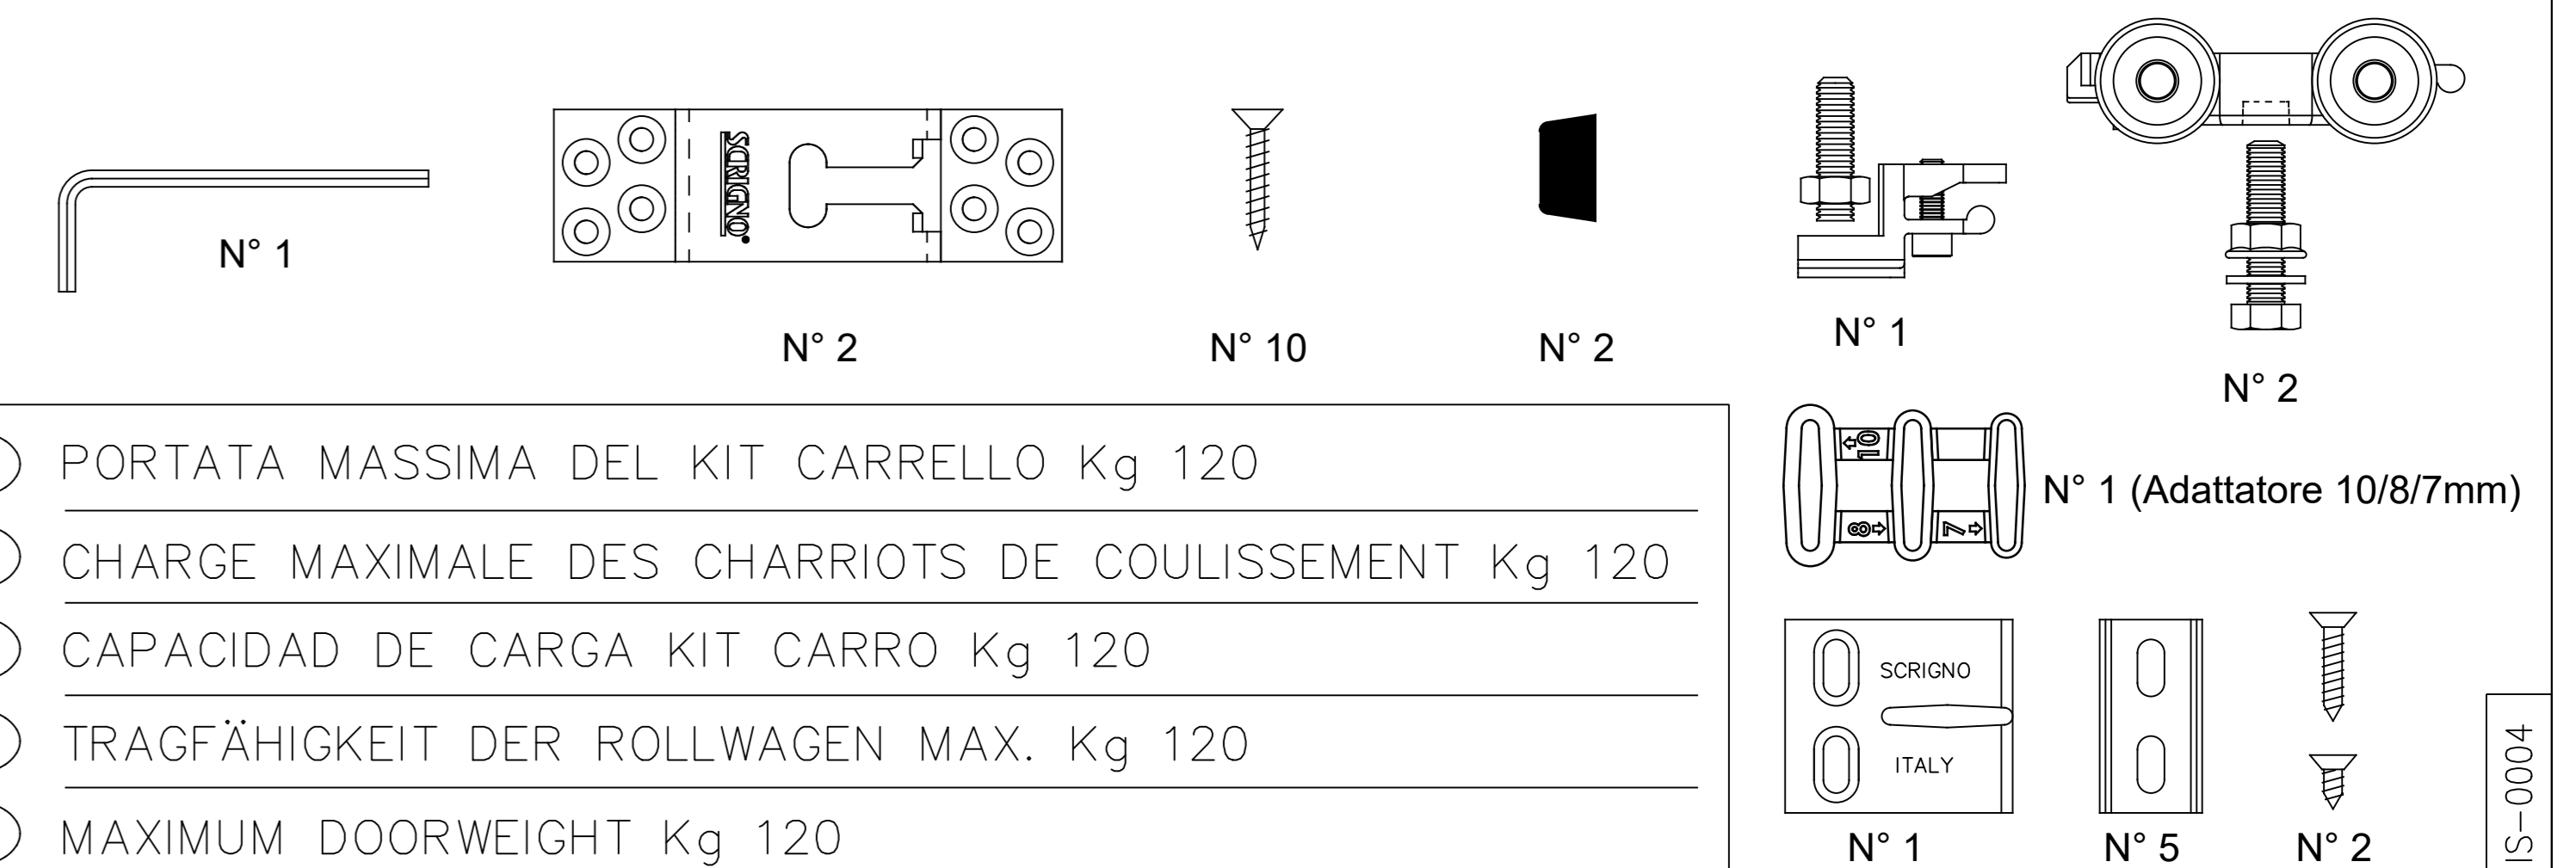 N° 1
SCRIGNO
N° 2
N° 10
N° 2
N° 1
N° 2
10
8
7
N° 1 (Adattatore 10/8/7mm)
PORTATA MASSIMA DEL KIT CARRELLO Kg 120
CHARGE MAXIMALE DES CHARRIOTS DE COULISSEMENT Kg 120
CAPACIDAD DE CARGA KIT CARRO Kg 120
TRAGFÄHIGKEIT DER ROLLWAGEN MAX. Kg 120
MAXIMUM DOORWEIGHT Kg 120
SCRIGNO
ITALY
N° 1
N° 5
N° 2
IS-0004